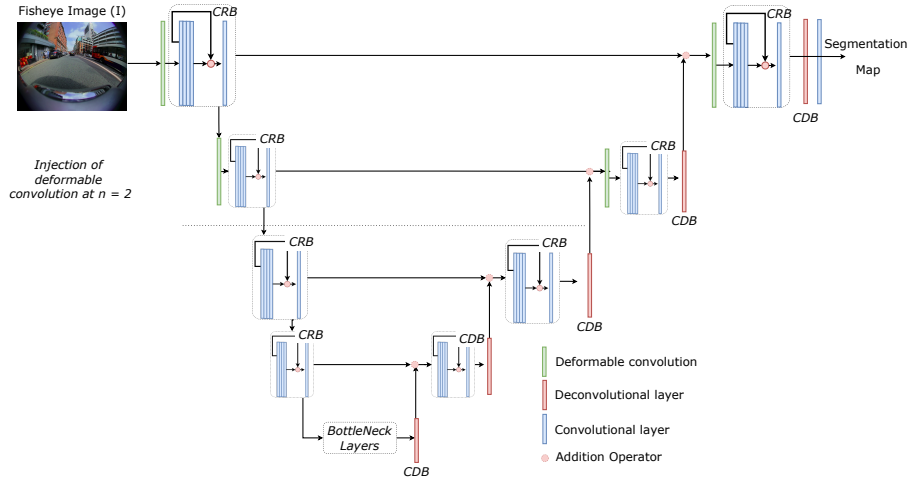 Fisheye Image (I)
CRB
CRB
Segmentation
Map
CDB
CRB
CRB
Injection of
deformable
convolution at n = 2
CDB
CRB
CRB
CDB
CRB
CDB
Deformable convolution
Deconvolutional layer
BottleNeck
Layers
Convolutional layer
CDB
Addition Operator